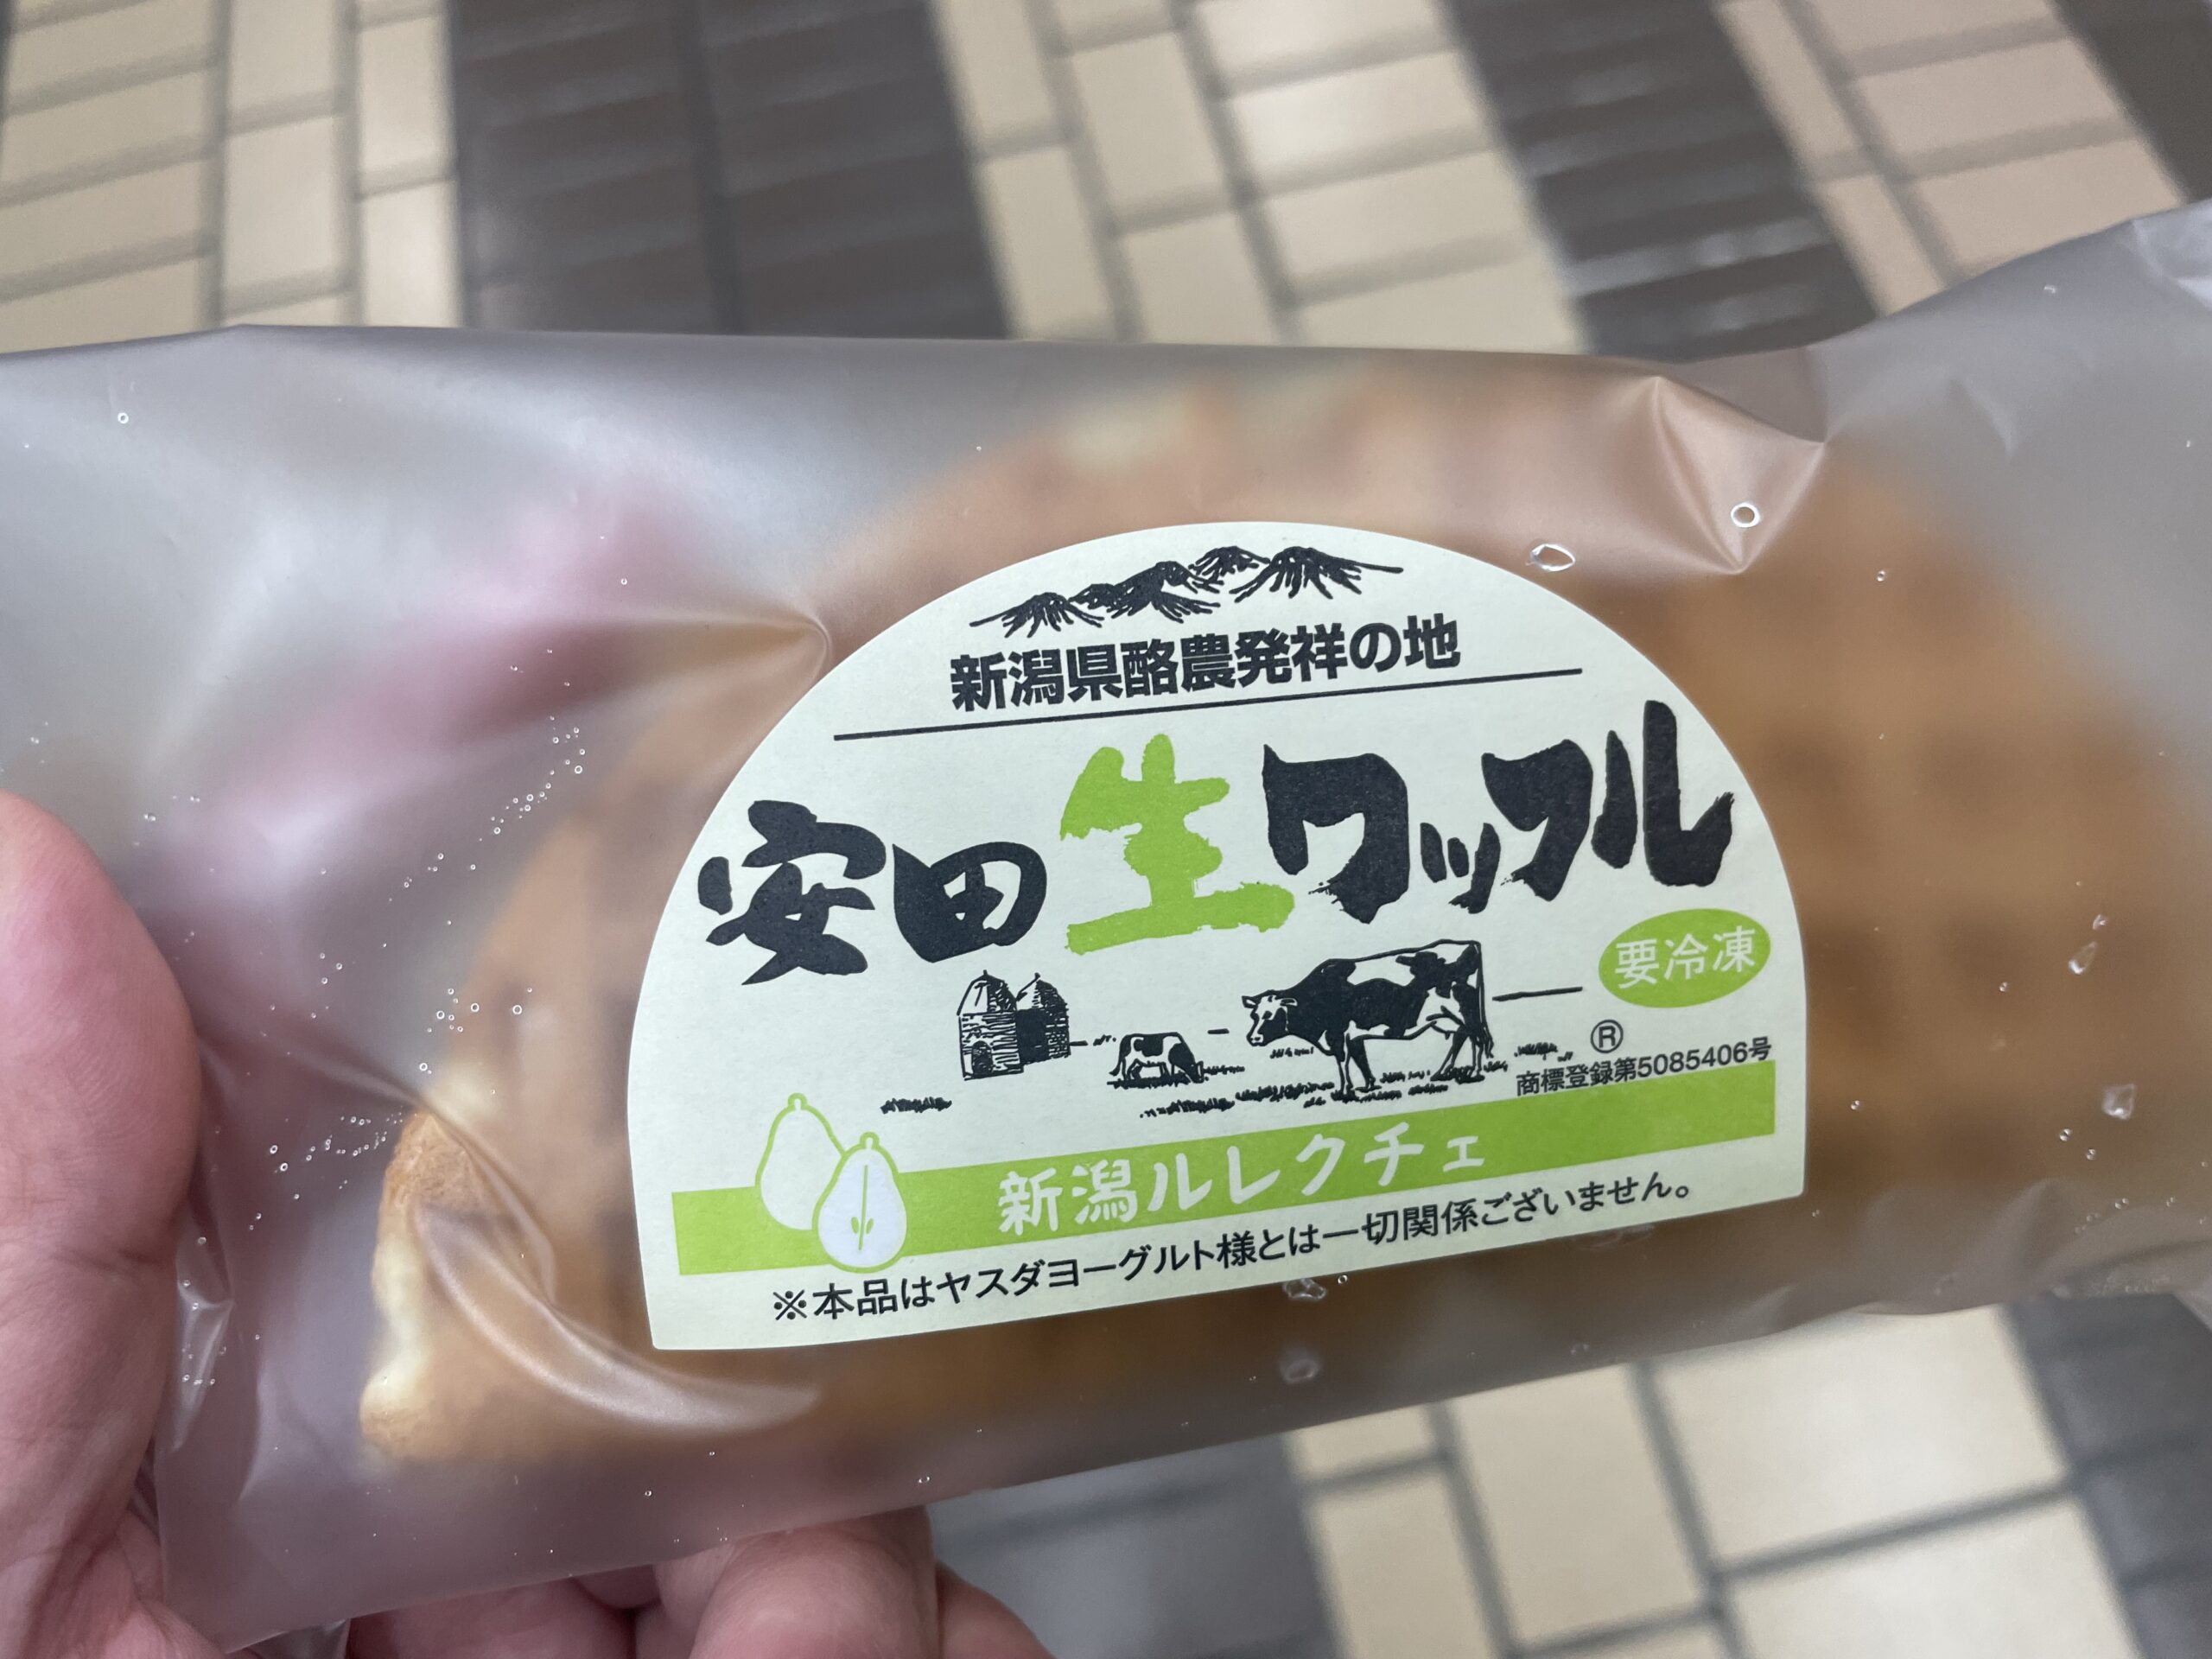 新潟県酪農発祥の地
安田生ワッフル
要冷凍
®
商標登録第5085406号
新潟ルレクチェ
※本品はヤスダヨーグルト様とは一切関係ございません。